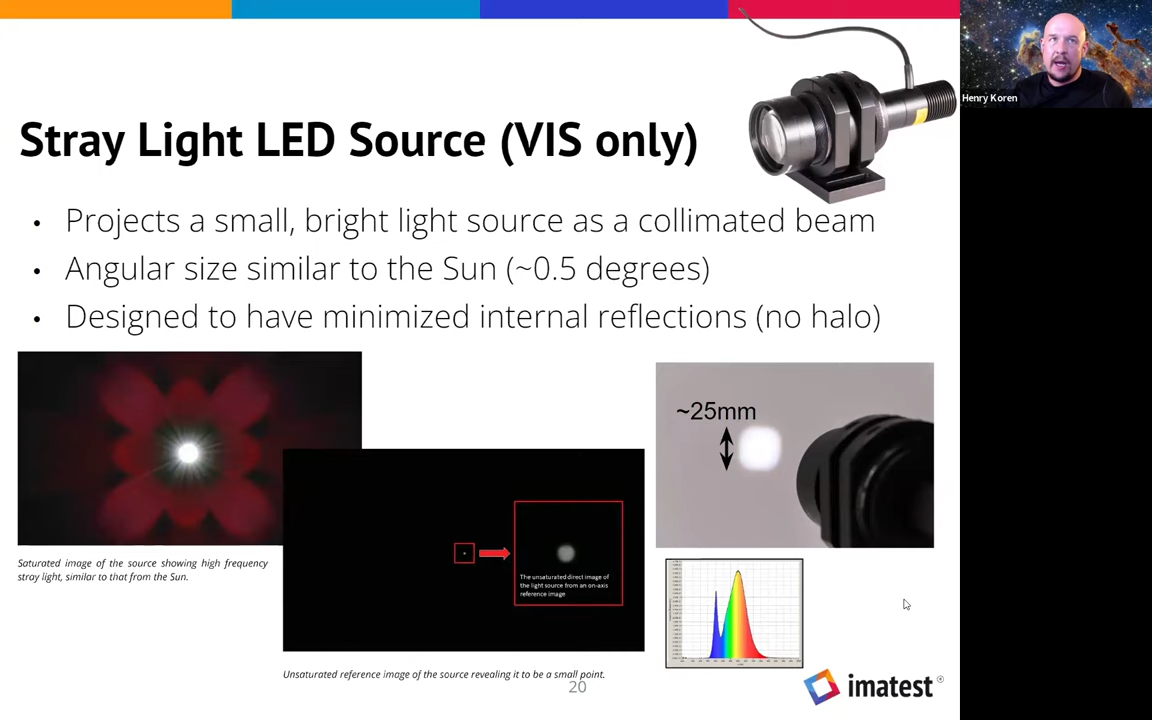 Henry Koren
Stray Light LED Source (VIS only)
• Projects a small, bright light source as a collimated beam
• Angular size similar to the Sun (~0.5 degrees)
• Designed to have minimized internal reflections (no halo)
~25mm
Saturated image of the source showing high frequency
stray light, similar to that from the Sun.
The unsaturated direct image of
the light source from an on-axis
reference image
Unsaturated reference image of the source revealing it to be a small point.
20
imatest®